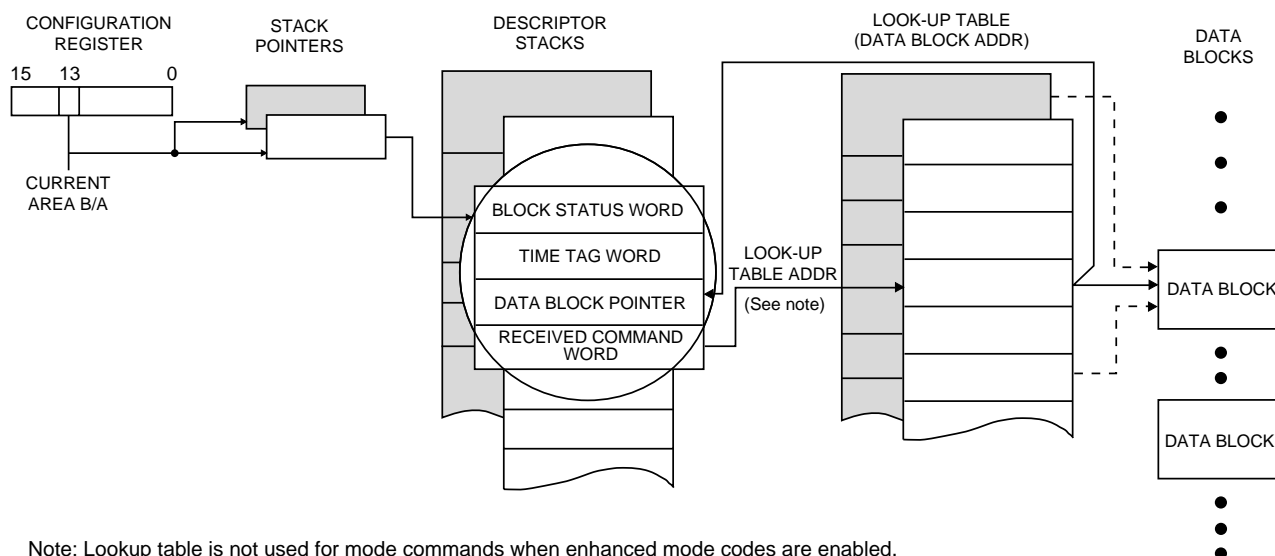 CONFIGURATION
REGISTER
15 13 0
CURRENT
AREA B/A
STACK
POINTERS
DESCRIPTOR
STACKS
BLOCK STATUS WORD
TIME TAG WORD
DATA BLOCK POINTER
RECEIVED COMMAND
WORD
LOOK-UP
TABLE ADDR
(See note)
LOOK-UP TABLE
(DATA BLOCK ADDR)
DATA
BLOCKS
DATA BLOCK
DATA BLOCK
Note: Lookup table is not used for mode commands when enhanced mode codes are enabled.